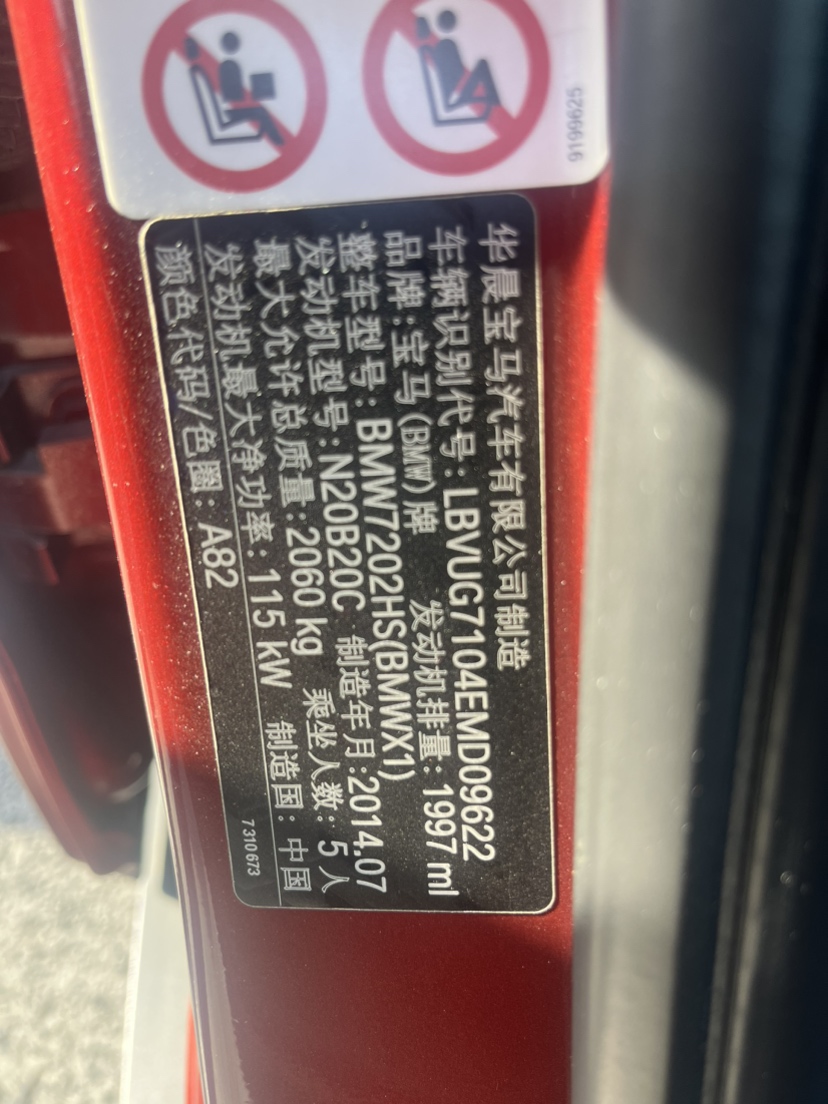 9199625
华晨宝马汽车有限公司制造
车辆识别代号:LBVUG7104EMD09622
品牌:宝马(BMW)牌 发动机排量:1997 ml
整车型号:BMW7202HS(BMWX1)
发动机型号:N20B20C 制造年月:2014.07
最大允许总质量:2060 kg 乘坐人数:5人
发动机最大净功率:115 kW 制造国:中国
颜色代码/色圈:A82 7 310 673